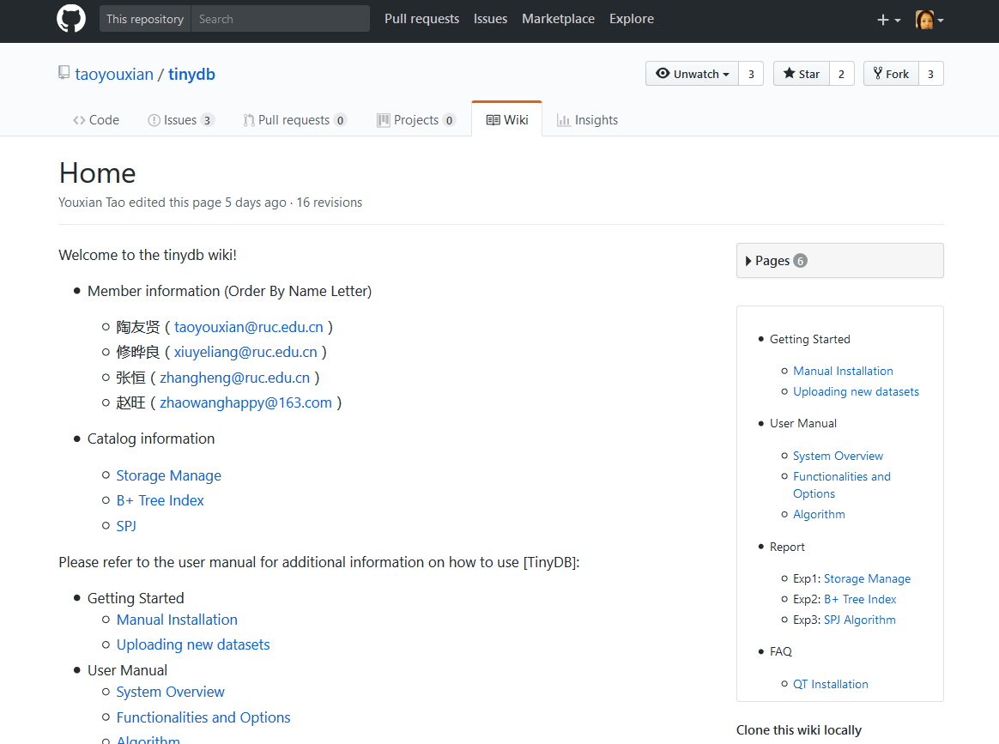 This repository Search Pull requests Issues Marketplace Explore
taoyouxian / tinydb Unwatch 3 Star 2 Fork 3
Code Issues 3 Pull requests 0 Projects 0 Wiki Insights
Home
Youxian Tao edited this page 5 days ago · 16 revisions
Welcome to the tinydb wiki!
Member information (Order By Name Letter)
陶友贤 ( taoyouxian@ruc.edu.cn )
修晔良 ( xiuyeliang@ruc.edu.cn )
张恒 ( zhangheng@ruc.edu.cn )
赵旺 ( zhaowanghappy@163.com )
Catalog information
Storage Manage
B+ Tree Index
SPJ
Please refer to the user manual for additional information on how to use [TinyDB]:
Getting Started
Manual Installation
Uploading new datasets
User Manual
System Overview
Functionalities and Options
Algorithm
Pages 6
Getting Started
Manual Installation
Uploading new datasets
User Manual
System Overview
Functionalities and
Options
Algorithm
Report
Exp1: Storage Manage
Exp2: B+ Tree Index
Exp3: SPJ Algorithm
FAQ
QT Installation
Clone this wiki locally